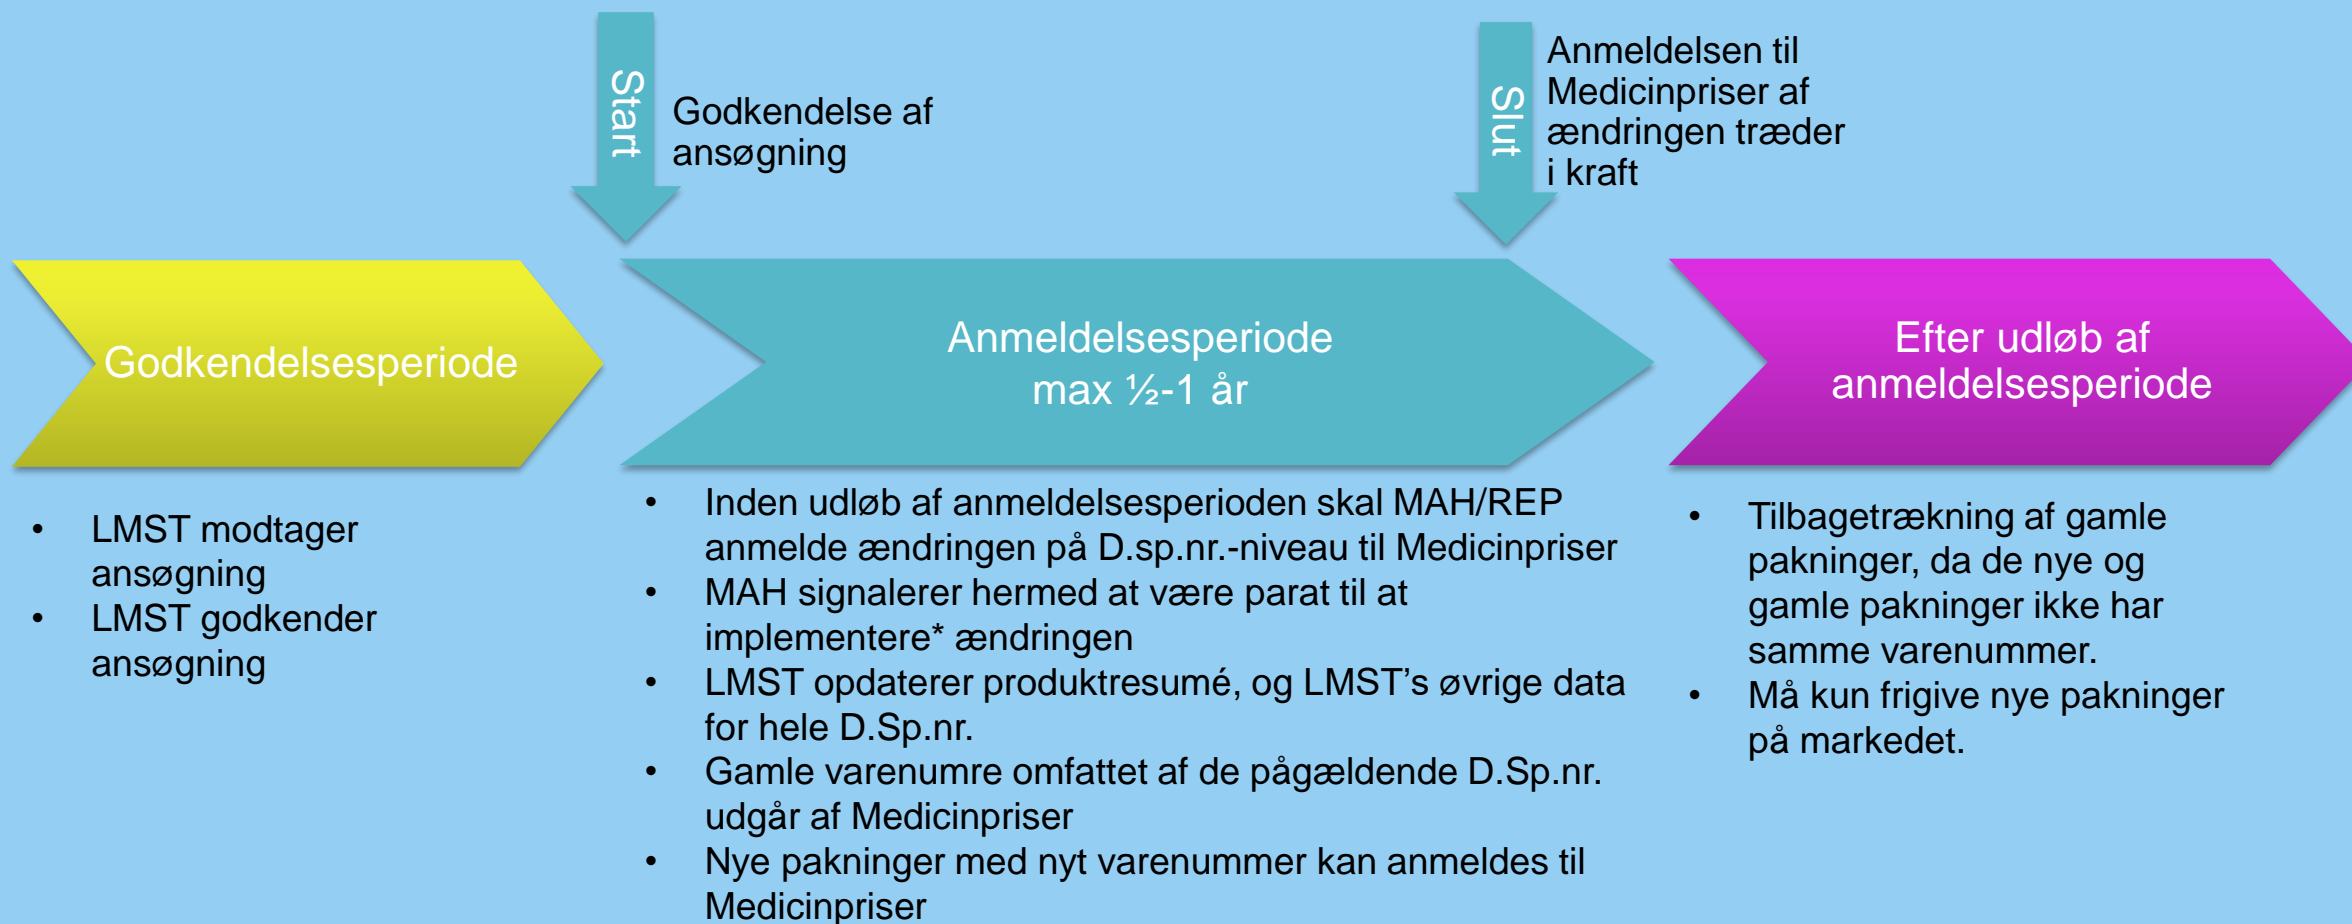 Start
Godkendelse af
ansøgning
Slut
Anmeldelsen til
Medicinpriser af
ændringen træder
i kraft
Godkendelsesperiode
Anmeldelsesperiode
max ½-1 år
Efter udløb af
anmeldelsesperiode
• LMST modtager
ansøgning
• LMST godkender
ansøgning
• Inden udløb af anmeldelsesperioden skal MAH/REP
anmelde ændringen på D.sp.nr.-niveau til Medicinpriser
• MAH signalerer hermed at være parat til at
implementere* ændringen
• LMST opdaterer produktresumé, og LMST's øvrige data
for hele D.Sp.nr.
• Gamle varenumre omfattet af de pågældende D.Sp.nr.
udgår af Medicinpriser
• Nye pakninger med nyt varenummer kan anmeldes til
Medicinpriser
• Tilbagetrækning af gamle
pakninger, da de nye og
gamle pakninger ikke har
samme varenummer.
• Må kun frigive nye pakninger
på markedet.